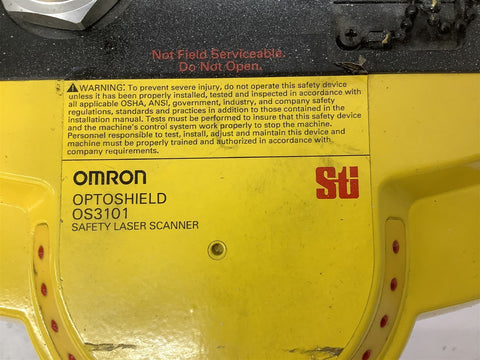 Not Field Serviceable.
Do Not Open.
⚠WARNING: To prevent severe injury, do not operate this safety device
unless it has been properly installed, tested and inspected in accordance with
all applicable OSHA, ANSI, government, industry, and company safety
regulations, standards and practices in addition to those contained in the
installation manual. Tests must be performed to insure that this safety device
and the machine's control system work properly to stop the machine.
Personnel responsible to test, install, adjust and maintain this device and
machine must be properly trained and authorized in accordance with
company requirements.
OMRON
Sti
OPTOSHIELD
OS3101
SAFETY LASER SCANNER